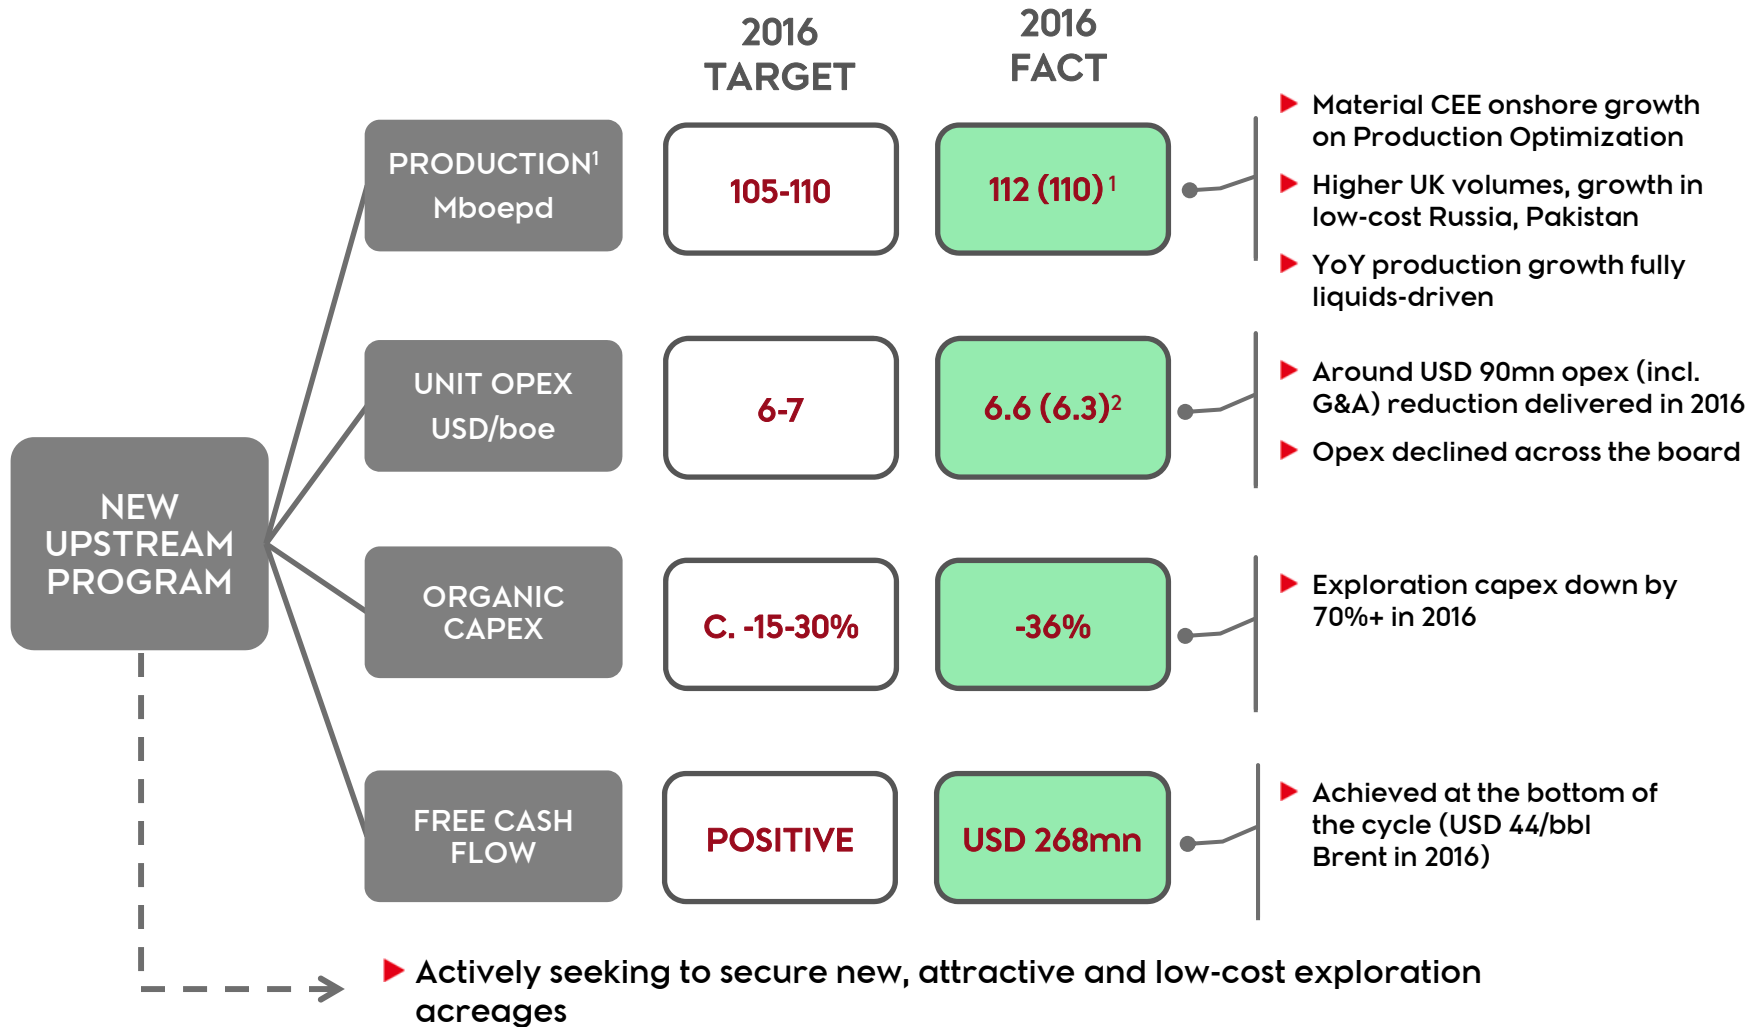 2016
TARGET
2016
FACT
NEW
UPSTREAM
PROGRAM
PRODUCTION¹
Mboepd
105-110
112 (110) ¹
Material CEE onshore growth
on Production Optimization
Higher UK volumes, growth in
low-cost Russia, Pakistan
YoY production growth fully
liquids-driven
UNIT OPEX
USD/boe
6-7
6.6 (6.3)²
Around USD 90mn opex (incl.
G&A) reduction delivered in 2016
Opex declined across the board
ORGANIC
CAPEX
C. -15-30%
-36%
Exploration capex down by
70%+ in 2016
FREE CASH
FLOW
POSITIVE
USD 268mn
Achieved at the bottom of
the cycle (USD 44/bbl
Brent in 2016)
Actively seeking to secure new, attractive and low-cost exploration
acreages